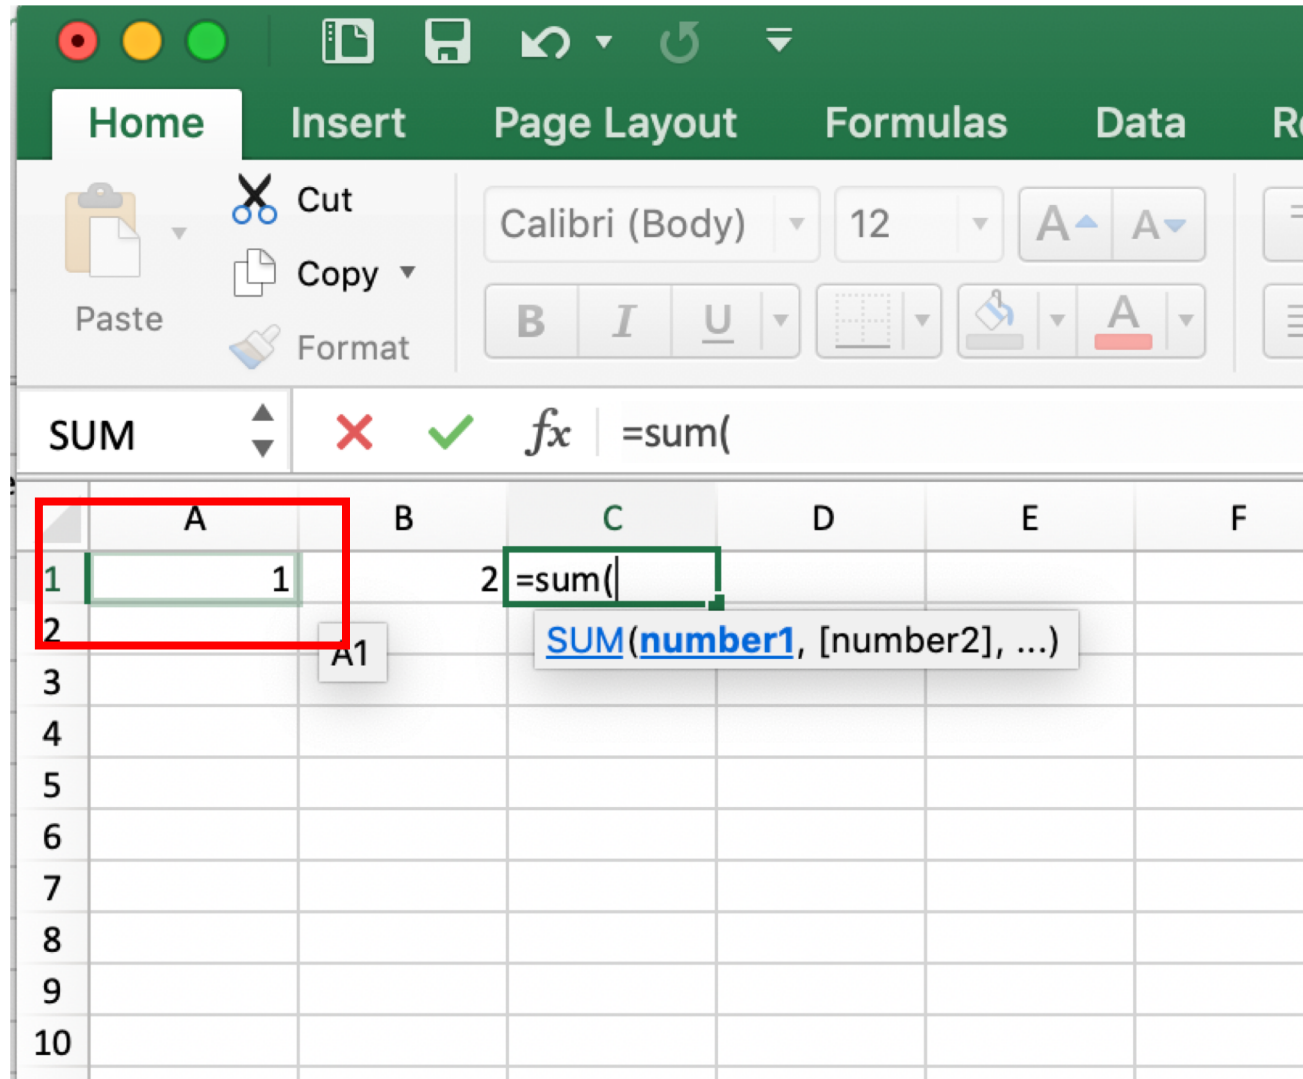 Home Insert Page Layout Formulas Data
Cut
Calibri (Body) 12 A A
Copy
Paste
B I U A
Format
SUM fx =sum(
A B C D E F
1 1 2 =sum(
2
SUM(number1, [number2], ...)
A1
3
4
5
6
7
8
9
10